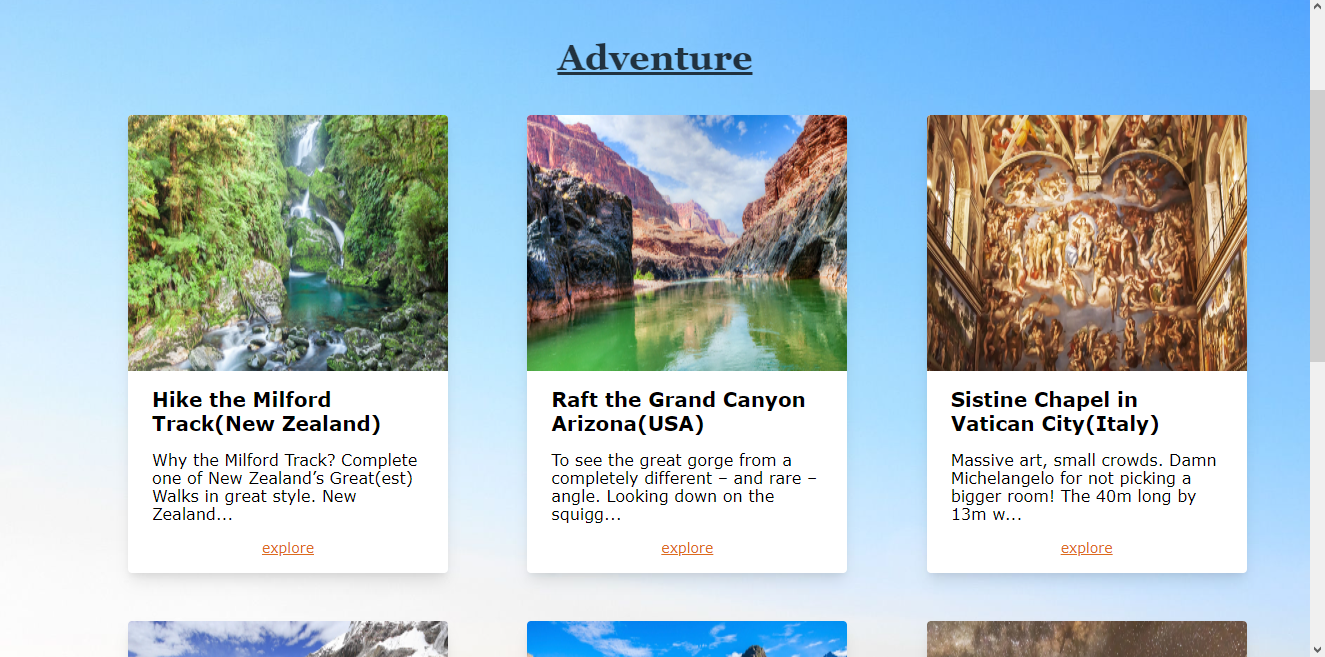 Adventure
Hike the Milford
Track(New Zealand)
Why the Milford Track? Complete
one of New Zealand’s Great(est)
Walks in great style. New
Zealand...
explore
Raft the Grand Canyon
Arizona(USA)
To see the great gorge from a
completely different – and rare –
angle. Looking down on the
squigg...
explore
Sistine Chapel in
Vatican City(Italy)
Massive art, small crowds. Damn
Michelangelo for not picking a
bigger room! The 40m long by
13m w...
explore